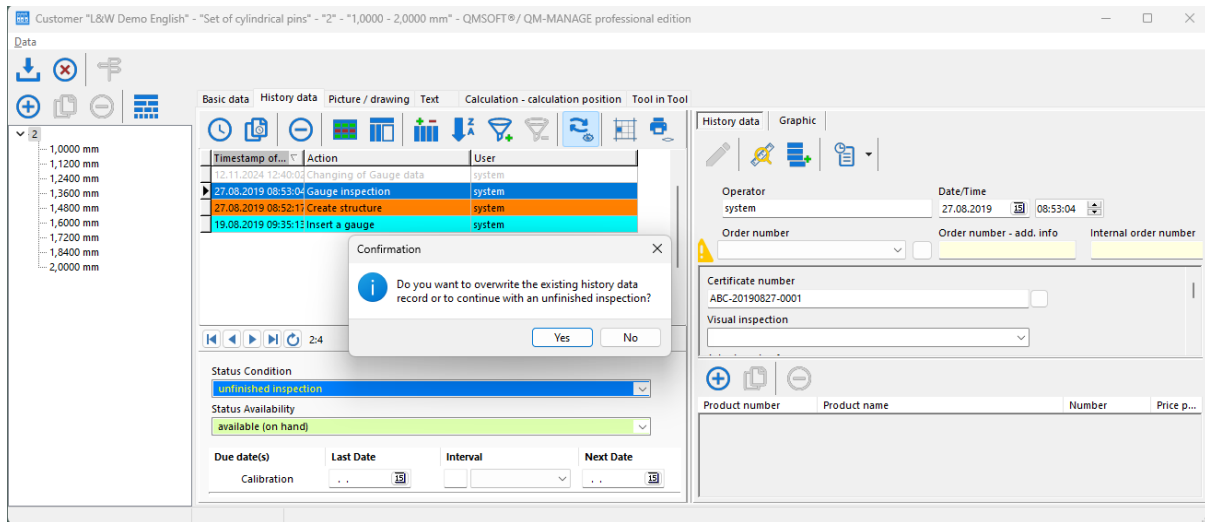 Customer "L&W Demo English" - "Set of cylindrical pins" - "2" - "1,0000 - 2,0000 mm" - QMSOFT®/ QM-MANAGE professional edition
Data
Basic data History data Picture / drawing Text Calculation - calculation position Tool in Tool
2
1,0000 mm
1,1200 mm
1,2400 mm
1,3600 mm
1,4800 mm
1,6000 mm
1,7200 mm
1,8400 mm
2,0000 mm
Timestamp of... Action User
12.11.2024 12:40:02 Changing of Gauge data system
27.08.2019 08:53:04 Gauge inspection system
27.08.2019 08:52:17 Create structure system
19.08.2019 09:35:13 Insert a gauge system
Confirmation
Do you want to overwrite the existing history data
record or to continue with an unfinished inspection?
Yes No
2:4
Status Condition
unfinished inspection
Status Availability
available (on hand)
Due date(s) Last Date Interval Next Date
Calibration . . 15 . . 15
History data Graphic
Operator Date/Time
system 27.08.2019 15 08:53:04
Order number Order number - add. info Internal order number
Certificate number
ABC-20190827-0001
Visual inspection
Product number Product name Number Price p...